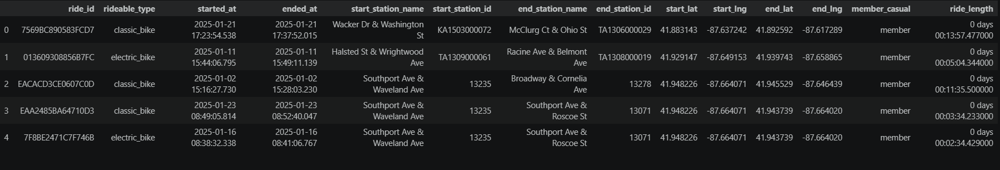 ride_id rideable_type started_at ended_at start_station_name start_station_id end_station_name end_station_id start_lat start_lng end_lat end_lng member_casual ride_length
0 7569BC890583FCD7 classic_bike 2025-01-21 17:23:54.538 2025-01-21 17:37:52.015 Wacker Dr & Washington St KA1503000072 McClurg Ct & Ohio St TA1306000029 41.883143 -87.637242 41.892592 -87.617289 member 0 days 00:13:57.477000
1 013609308856B7FC electric_bike 2025-01-11 15:44:06.795 2025-01-11 15:49:11.139 Halsted St & Wrightwood Ave TA1309000061 Racine Ave & Belmont Ave TA1308000019 41.929147 -87.649153 41.939743 -87.658865 member 0 days 00:05:04.344000
2 EACACD3CE0607C0D classic_bike 2025-01-02 15:16:27.730 2025-01-02 15:28:03.230 Southport Ave & Waveland Ave 13235 Broadway & Cornelia Ave 13278 41.948226 -87.664071 41.945529 -87.646439 member 0 days 00:11:35.500000
3 EAA2485BA64710D3 classic_bike 2025-01-23 08:49:05.814 2025-01-23 08:52:40.047 Southport Ave & Waveland Ave 13235 Southport Ave & Roscoe St 13071 41.948226 -87.664071 41.943739 -87.664020 member 0 days 00:03:34.233000
4 7F8BE2471C7F746B electric_bike 2025-01-16 08:38:32.338 2025-01-16 08:41:06.767 Southport Ave & Waveland Ave 13235 Southport Ave & Roscoe St 13071 41.948226 -87.664071 41.943739 -87.664020 member 0 days 00:02:34.429000